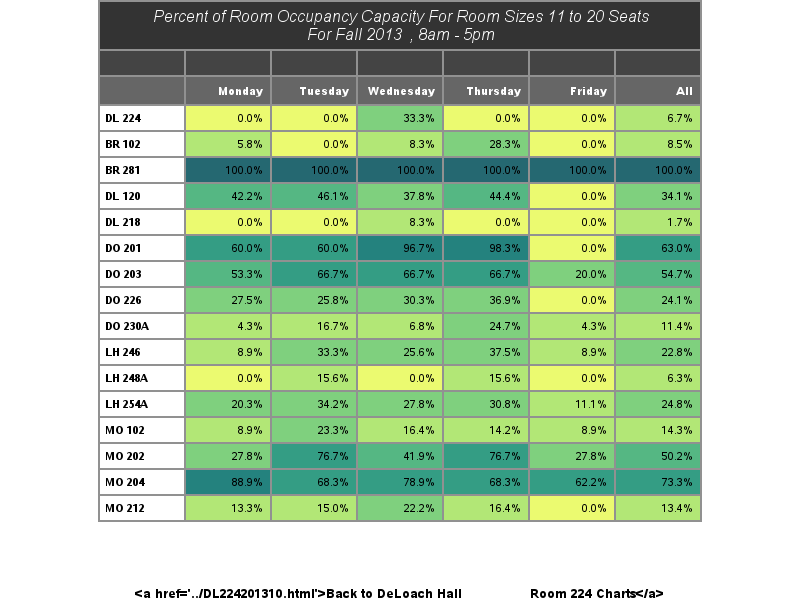 Percent of Room Occupancy Capacity For Room Sizes 11 to 20 Seats
For Fall 2013 , 8am - 5pm
Monday Tuesday Wednesday Thursday Friday All
DL 224 0.0% 0.0% 33.3% 0.0% 0.0% 6.7%
BR 102 5.8% 0.0% 8.3% 28.3% 0.0% 8.5%
BR 281 100.0% 100.0% 100.0% 100.0% 100.0% 100.0%
DL 120 42.2% 46.1% 37.8% 44.4% 0.0% 34.1%
DL 218 0.0% 0.0% 8.3% 0.0% 0.0% 1.7%
DO 201 60.0% 60.0% 96.7% 98.3% 0.0% 63.0%
DO 203 53.3% 66.7% 66.7% 66.7% 20.0% 54.7%
DO 226 27.5% 25.8% 30.3% 36.9% 0.0% 24.1%
DO 230A 4.3% 16.7% 6.8% 24.7% 4.3% 11.4%
LH 246 8.9% 33.3% 25.6% 37.5% 8.9% 22.8%
LH 248A 0.0% 15.6% 0.0% 15.6% 0.0% 6.3%
LH 254A 20.3% 34.2% 27.8% 30.8% 11.1% 24.8%
MO 102 8.9% 23.3% 16.4% 14.2% 8.9% 14.3%
MO 202 27.8% 76.7% 41.9% 76.7% 27.8% 50.2%
MO 204 88.9% 68.3% 78.9% 68.3% 62.2% 73.3%
MO 212 13.3% 15.0% 22.2% 16.4% 0.0% 13.4%
<a href='../DL224201310.html'>Back to DeLoach Hall Room 224 Charts</a>